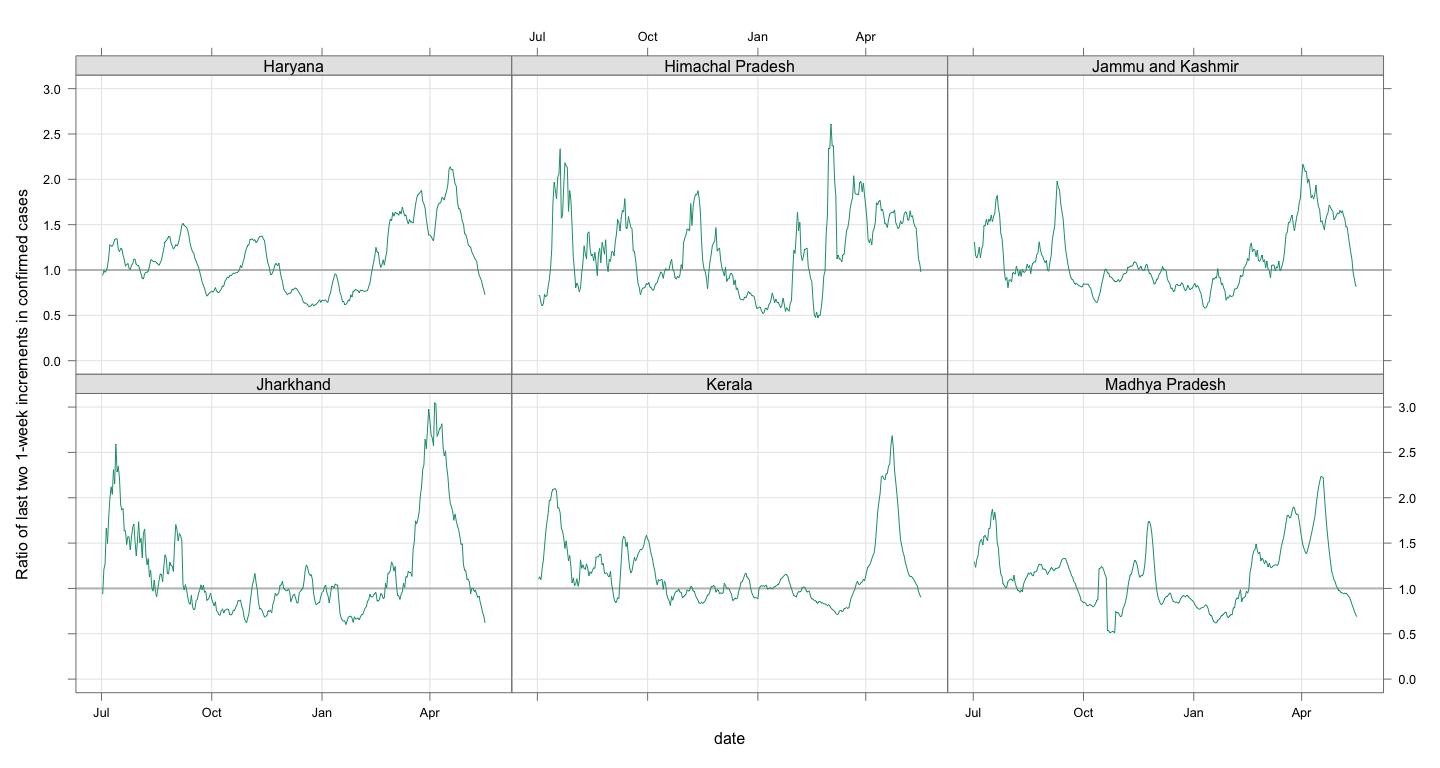 Jul Oct Jan Apr
Haryana Himachal Pradesh Jammu and Kashmir
3.0
2.5
2.0
1.5
1.0
0.5
0.0
Ratio of last two 1-week increments in confirmed cases
Jharkhand Kerala Madhya Pradesh
3.0
2.5
2.0
1.5
1.0
0.5
0.0
Jul Oct Jan Apr Jul Oct Jan Apr
date